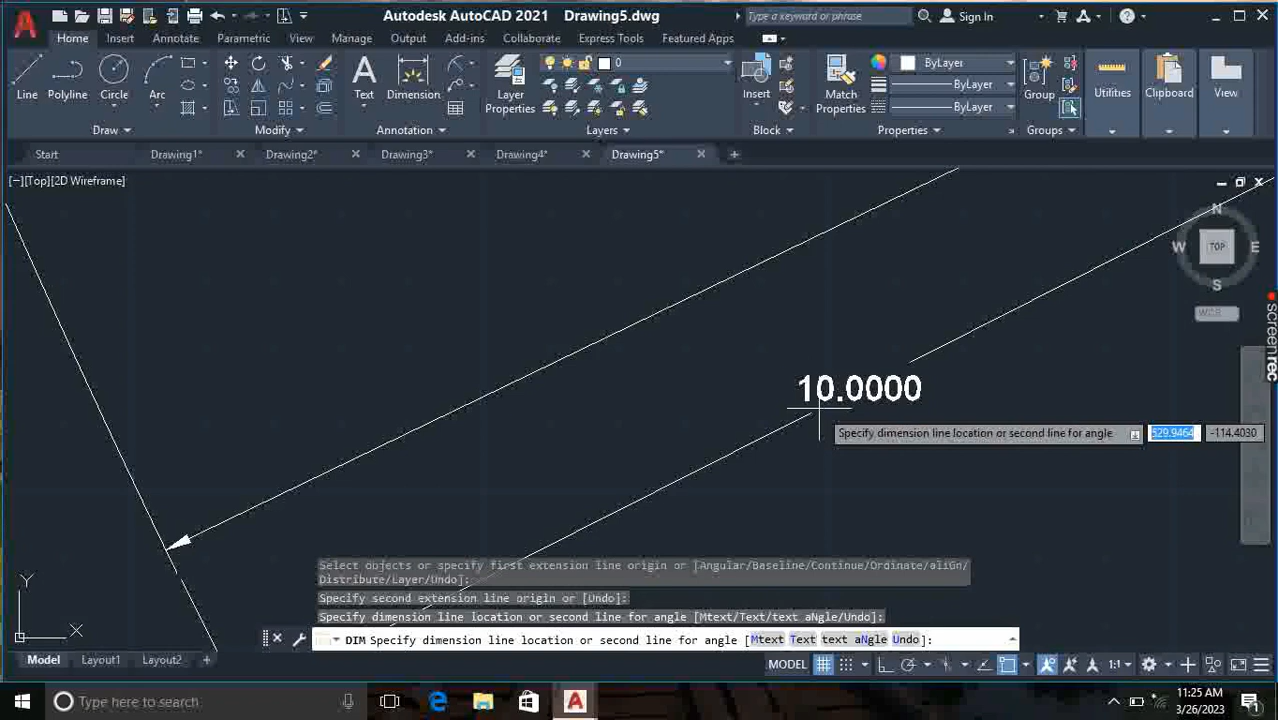 Autodesk AutoCAD 2021 Drawing5.dwg
Type a keyword or phrase
Sign In
Home Insert Annotate Parametric View Manage Output Add-ins Collaborate Express Tools Featured Apps
Line Polyline Circle Arc
Text Dimension
Layer Properties
0
Insert
Match Properties
ByLayer
ByLayer
ByLayer
Group
Utilities
Clipboard
View
Draw Modify Annotation Layers Block Properties Groups
Start Drawing1* Drawing2* Drawing3* Drawing4* Drawing5*
[−][Top][2D Wireframe]
N
W TOP E
S
WCS
screenrec
10.0000
Specify dimension line location or second line for angle 529.9464 -114.4030
Select objects or specify first extension line origin or [Angular/Baseline/Continue/Ordinate/aliGn/
Distribute/Layer/Undo]:
Specify second extension line origin or [Undo]:
Specify dimension line location or second line for angle [Mtext/Text/text aNgle/Undo]:
DIM Specify dimension line location or second line for angle [Mtext Text text aNgle Undo]:
Y
X
Model Layout1 Layout2 +
MODEL 1:1
Type here to search
11:25 AM
3/26/2023
1